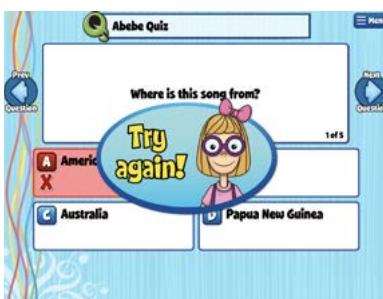 Abebe Quiz
Menu
Prev
Question
Next
Question
Where is this song from?
1 of 5
Try
again!
A Americ
X
C Australia
D Papua New Guinea